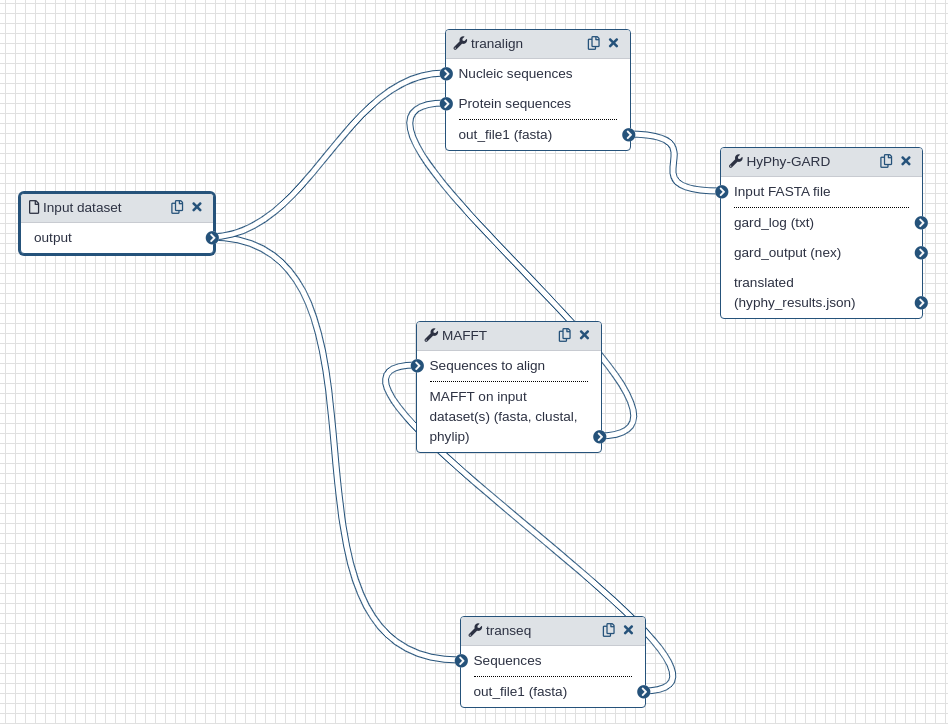 tranalign
Nucleic sequences
Protein sequences
out_file1 (fasta)
HyPhy-GARD
Input FASTA file
gard_log (txt)
gard_output (nex)
translated
(hyphy_results.json)
Input dataset
output
MAFFT
Sequences to align
MAFFT on input
dataset(s) (fasta, clustal,
phylip)
transeq
Sequences
out_file1 (fasta)